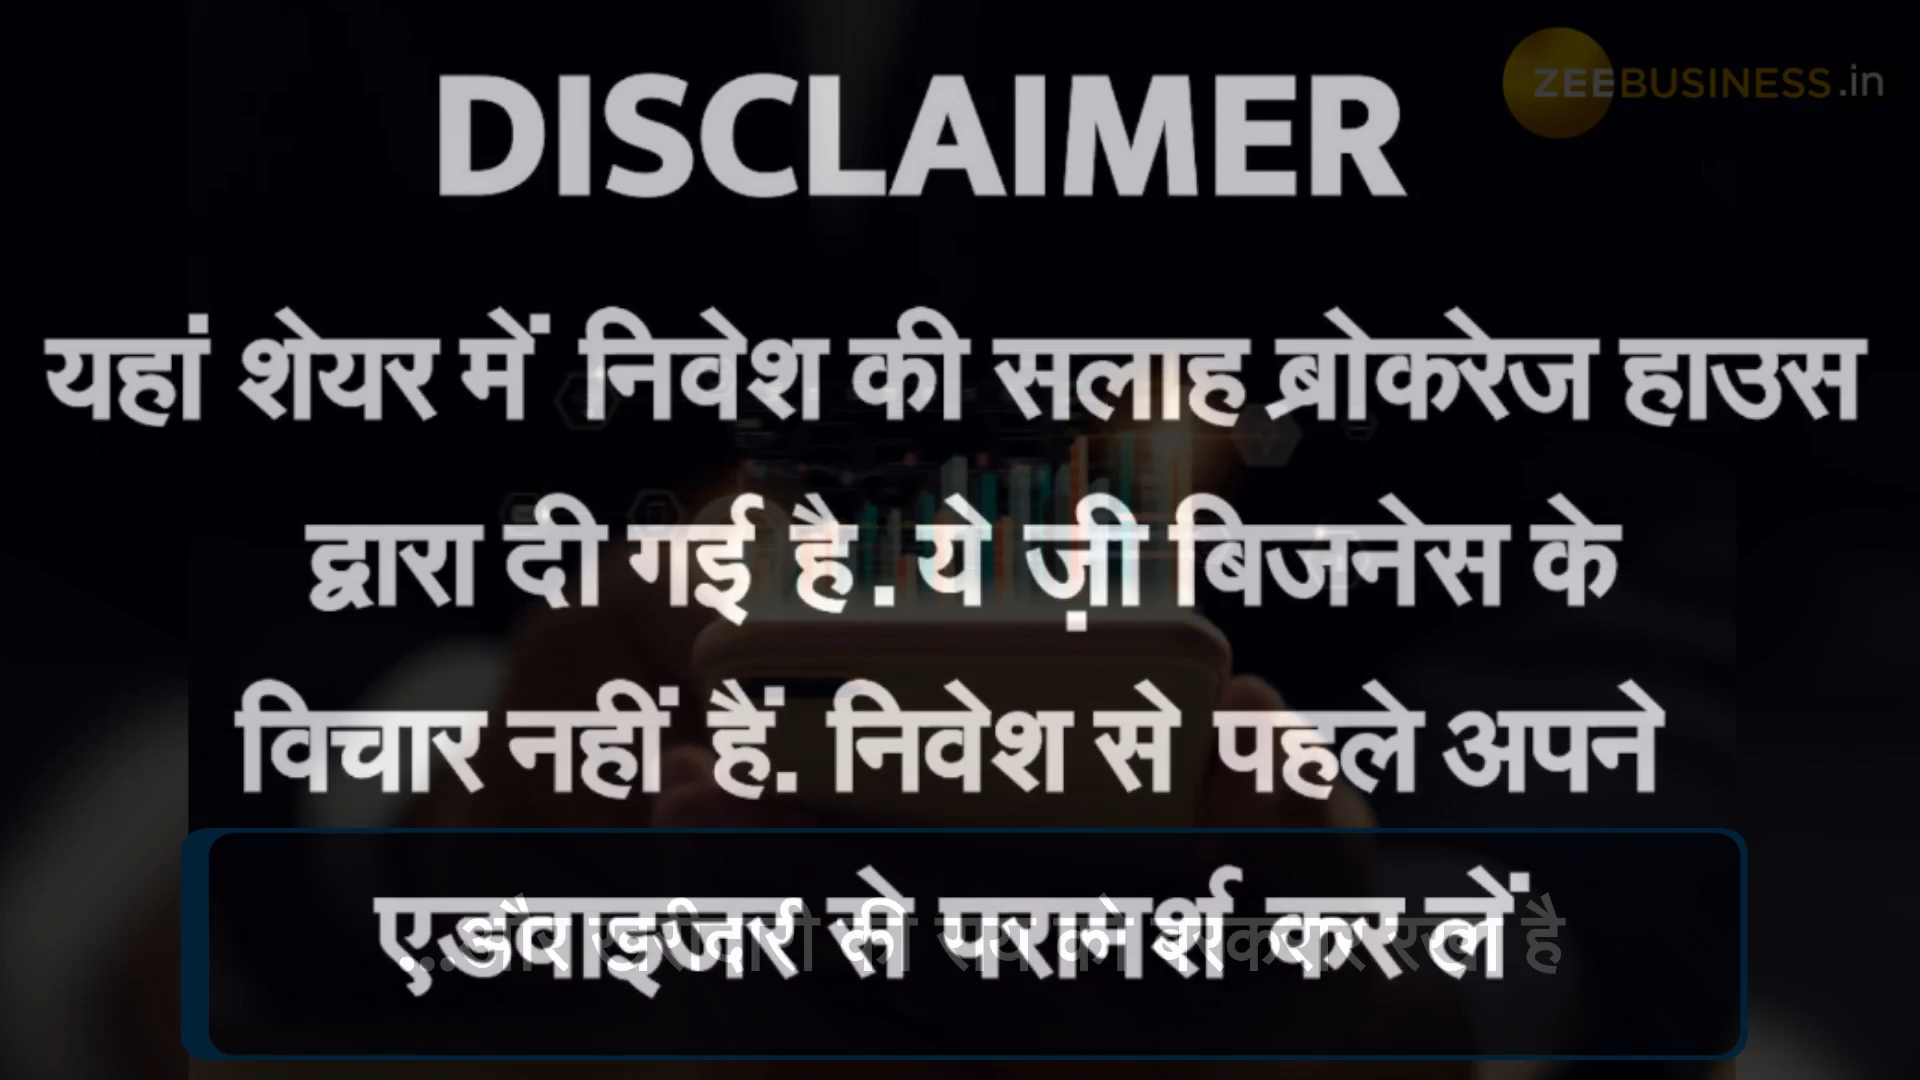 ZEEBUSINESS.in
DISCLAIMER
यहां शेयर में निवेश की सलाह ब्रोकरेज हाउस
द्वारा दी गई है. ये ज़ी बिजनेस के
विचार नहीं हैं. निवेश से पहले अपने
एडवाइजर से परामर्श कर लें
है